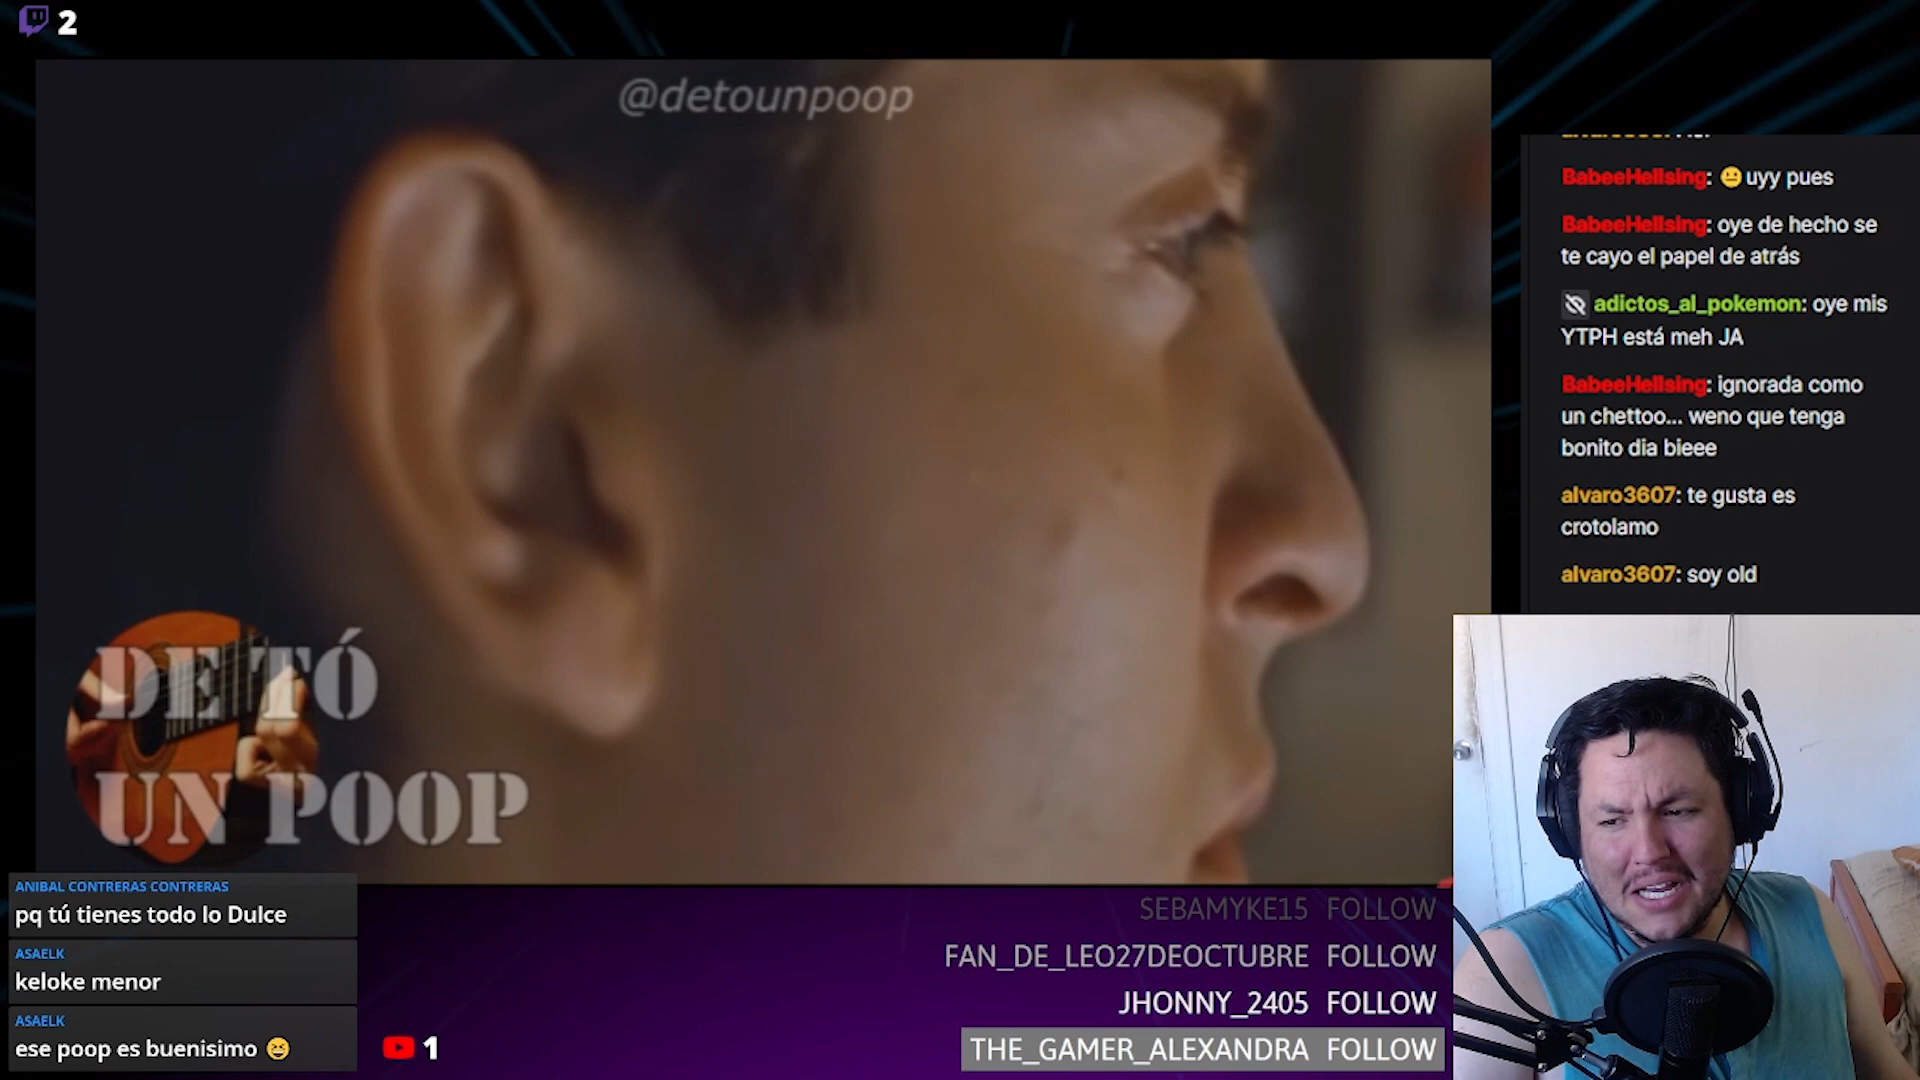 2
@detounpoop
BabeeHellsing: 😐uyy pues
BabeeHellsing: oye de hecho se
te cayo el papel de atrás
adictos_al_pokemon: oye mis
YTPH está meh JA
BabeeHellsing: ignorada como
un chettoo... weno que tenga
bonito dia bieee
alvaro3607: te gusta es
crotolamo
alvaro3607: soy old
DE TÓ
UN POOP
ANIBAL CONTRERAS CONTRERAS
pq tú tienes todo lo Dulce
ASAELK
keloke menor
ASAELK
ese poop es buenisimo 😆
1
SEBAMYKE15 FOLLOW
FAN_DE_LEO27DEOCTUBRE FOLLOW
JHONNY_2405 FOLLOW
THE_GAMER_ALEXANDRA FOLLOW